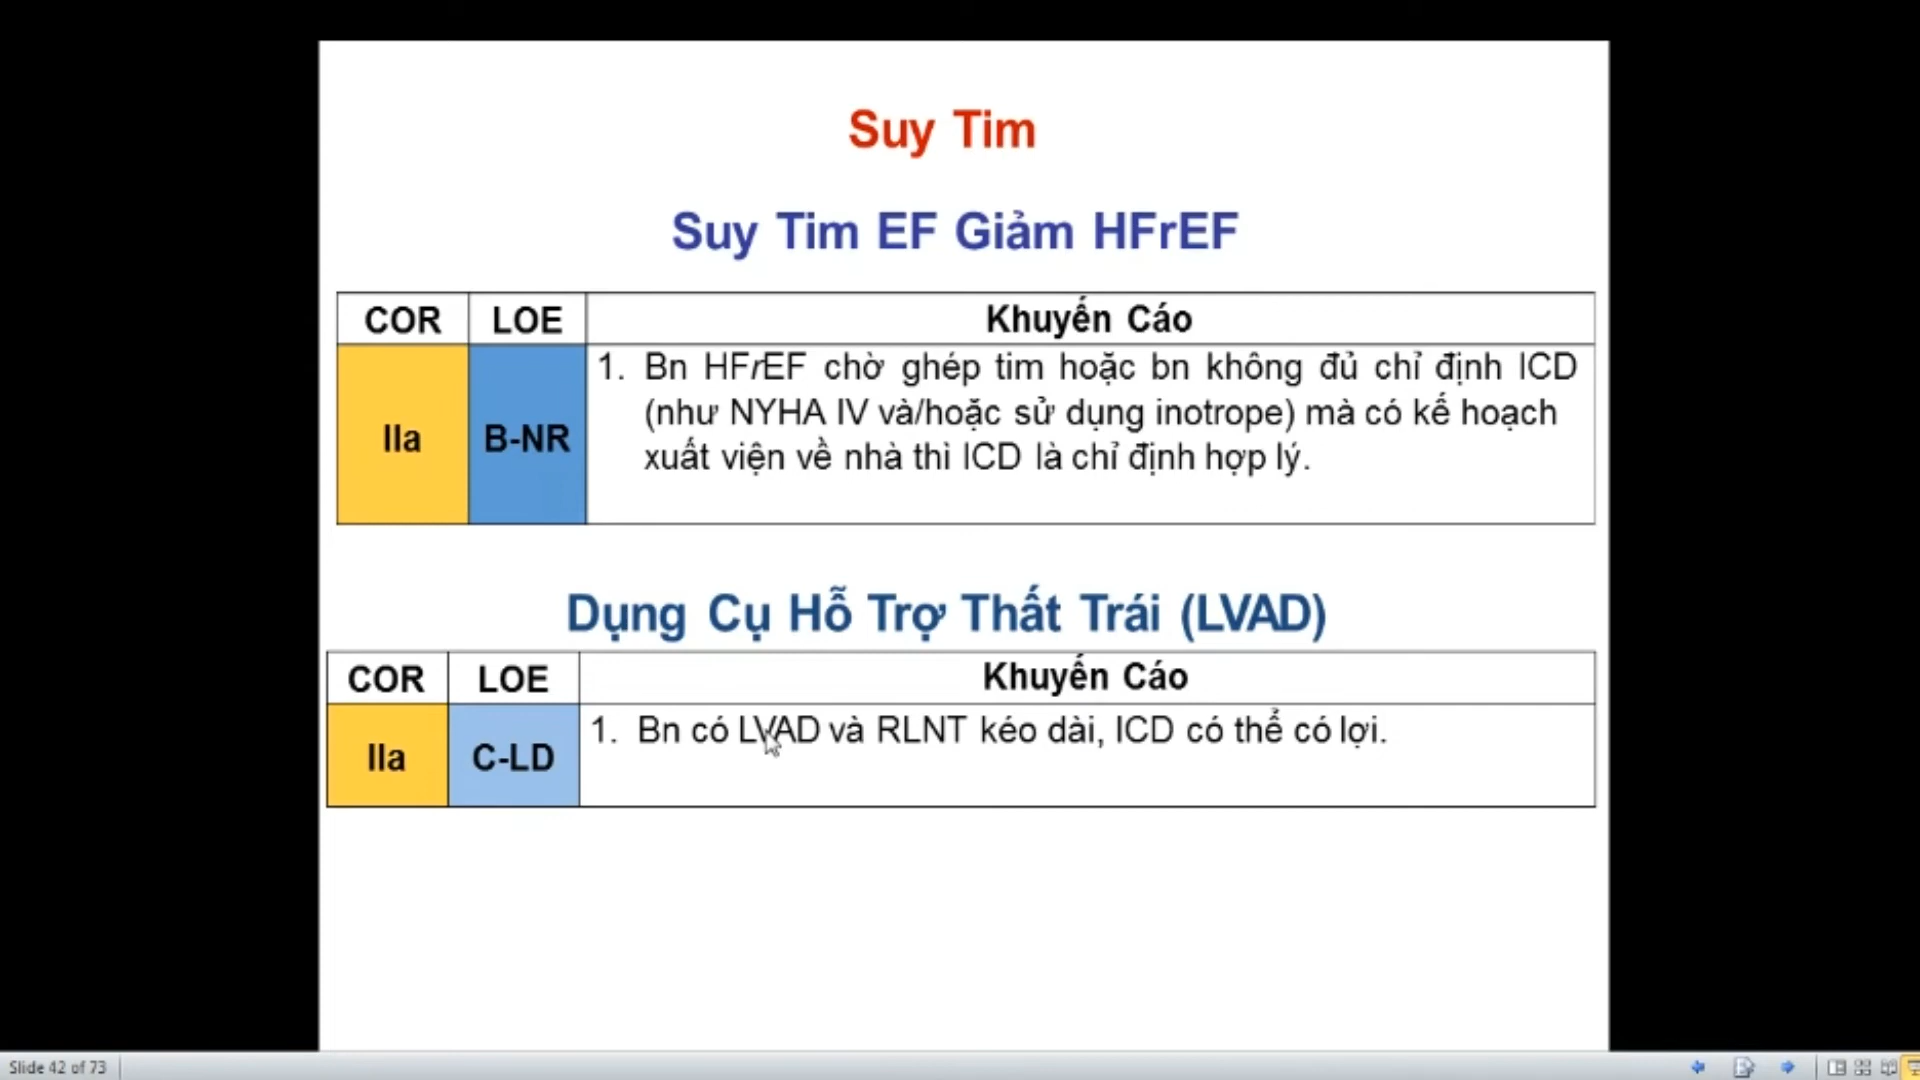 Suy Tim
Suy Tim EF Giảm HFrEF
COR LOE Khuyến Cáo
IIa B-NR 1. Bn HFrEF chờ ghép tim hoặc bn không đủ chỉ định ICD
(như NYHA IV và/hoặc sử dụng inotrope) mà có kế hoạch
xuất viện về nhà thì ICD là chỉ định hợp lý.
Dụng Cụ Hỗ Trợ Thất Trái (LVAD)
COR LOE Khuyến Cáo
IIa C-LD 1. Bn có LVAD và RLNT kéo dài, ICD có thể có lợi.
Slide 42 of 73